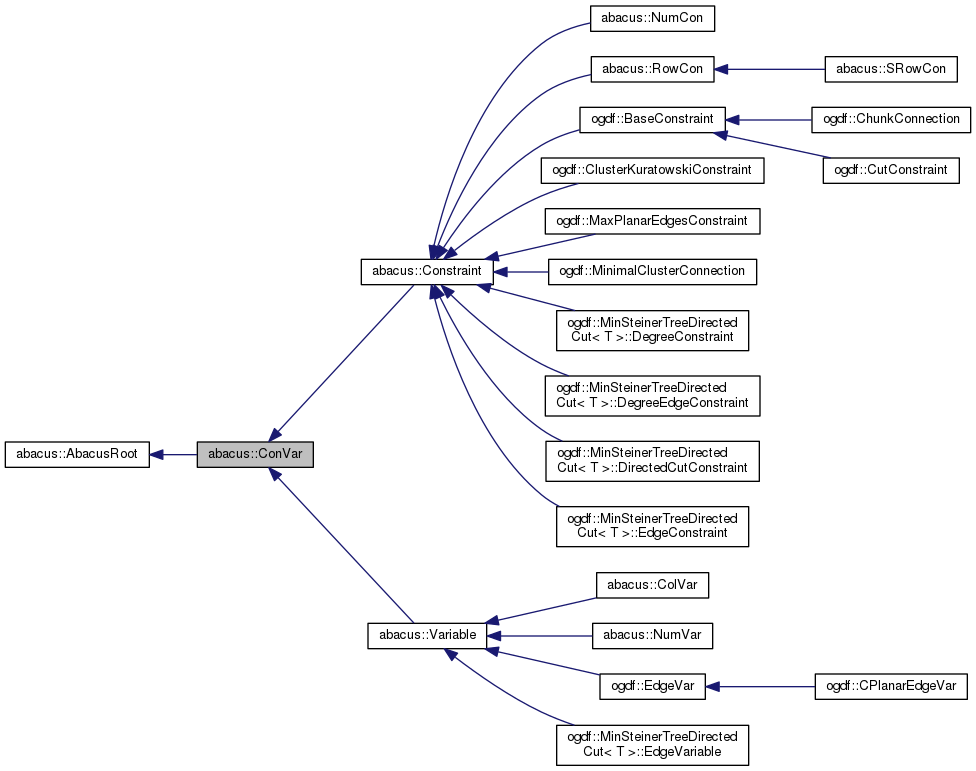 abacus::NumCon
abacus::RowCon
abacus::SRowCon
ogdf::BaseConstraint
ogdf::ChunkConnection
ogdf::CutConstraint
ogdf::ClusterKuratowskiConstraint
ogdf::MaxPlanarEdgesConstraint
abacus::Constraint
ogdf::MinimalClusterConnection
ogdf::MinSteinerTreeDirected
Cut< T >::DegreeConstraint
ogdf::MinSteinerTreeDirected
Cut< T >::DegreeEdgeConstraint
abacus::AbacusRoot
abacus::ConVar
ogdf::MinSteinerTreeDirected
Cut< T >::DirectedCutConstraint
ogdf::MinSteinerTreeDirected
Cut< T >::EdgeConstraint
abacus::ColVar
abacus::Variable
abacus::NumVar
ogdf::EdgeVar
ogdf::CPlanarEdgeVar
ogdf::MinSteinerTreeDirected
Cut< T >::EdgeVariable